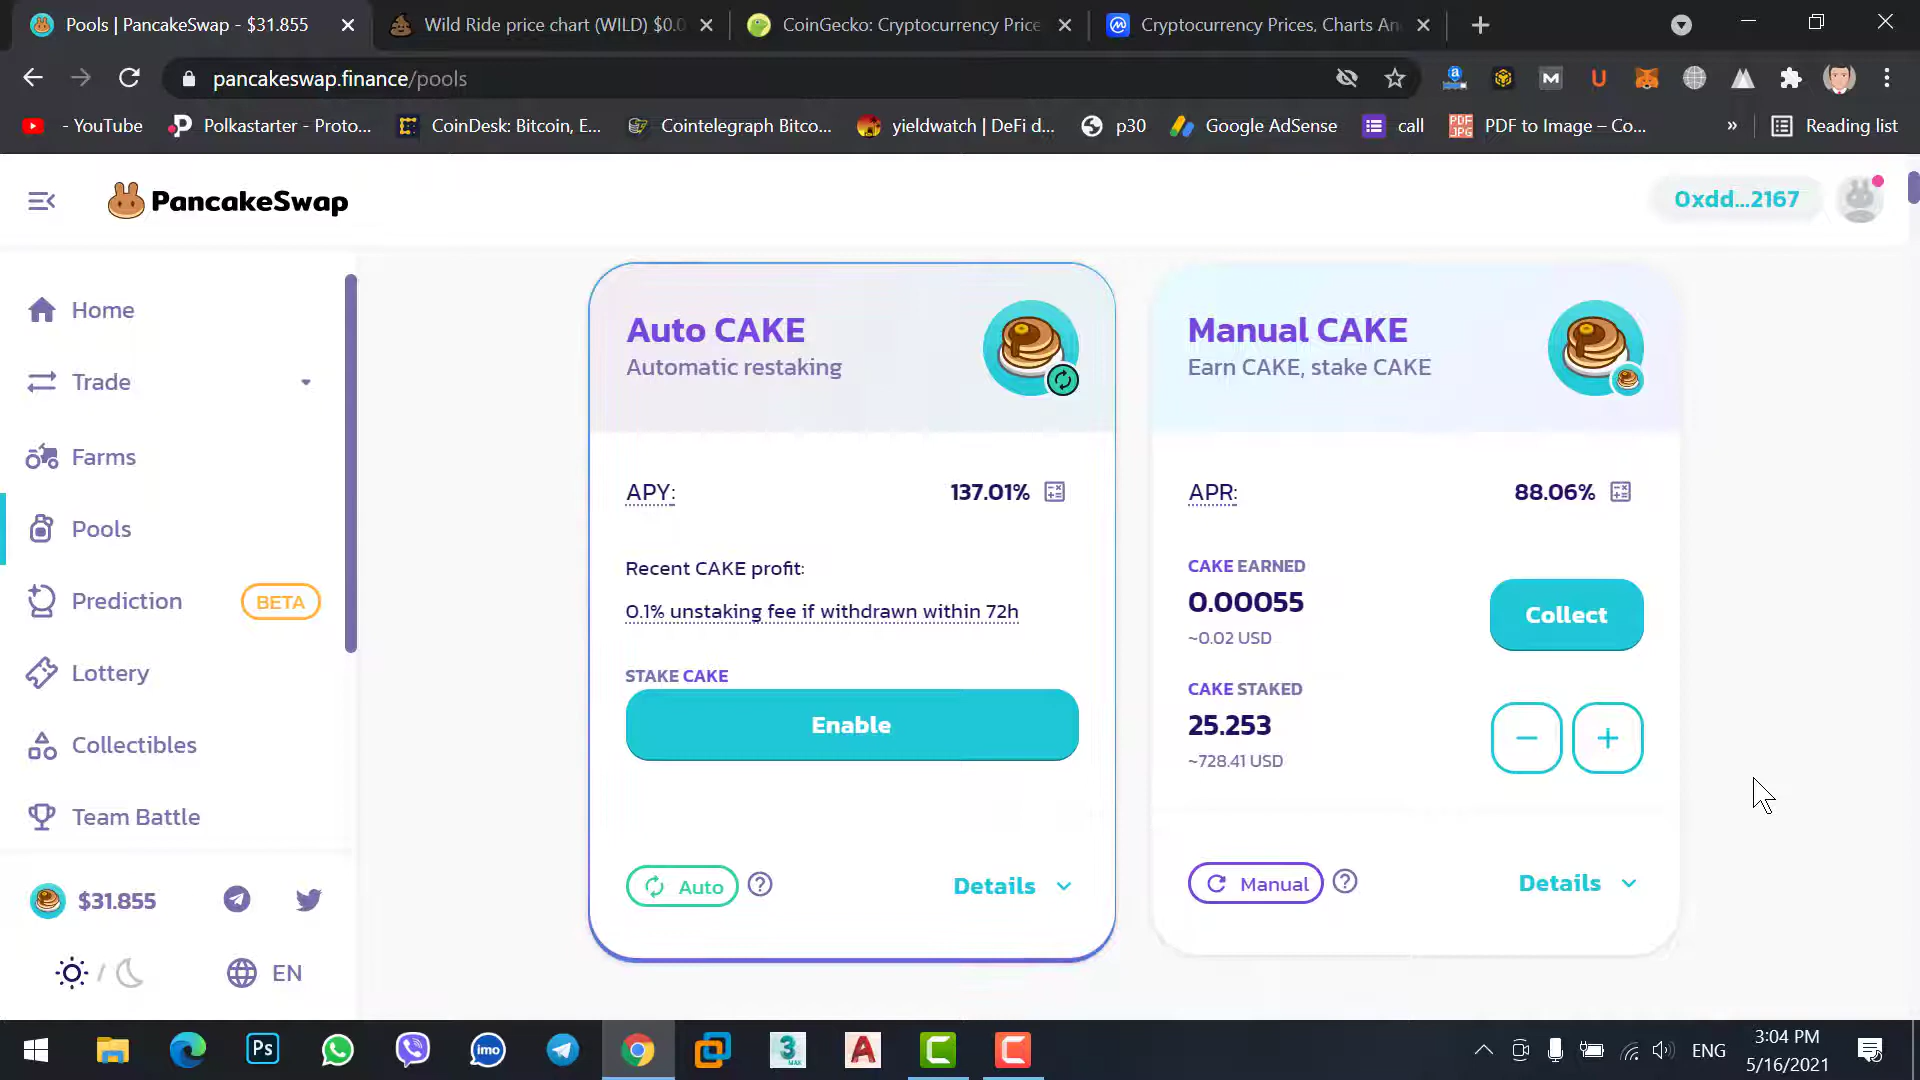 Pools | PancakeSwap - $31.855
Wild Ride price chart (WILD) $0.0
CoinGecko: Cryptocurrency Price
Cryptocurrency Prices, Charts An
pancakeswap.finance/pools
- YouTube
Polkastarter - Proto...
CoinDesk: Bitcoin, E...
Cointelegraph Bitco...
yieldwatch | DeFi d...
p30
Google AdSense
call
PDF to Image – Co...
»
Reading list
PancakeSwap
0xdd...2167
Home
Trade
Farms
Pools
Prediction
BETA
Lottery
Collectibles
Team Battle
$31.855
/
EN
Auto CAKE
Automatic restaking
APY:
137.01%
Recent CAKE profit:
0.1% unstaking fee if withdrawn within 72h
STAKE CAKE
Enable
Auto
Details
Manual CAKE
Earn CAKE, stake CAKE
APR:
88.06%
CAKE EARNED
0.00055
~0.02 USD
Collect
CAKE STAKED
25.253
~728.41 USD
Manual
Details
Ps
imo
3
MAX
A
ENG
3:04 PM
5/16/2021